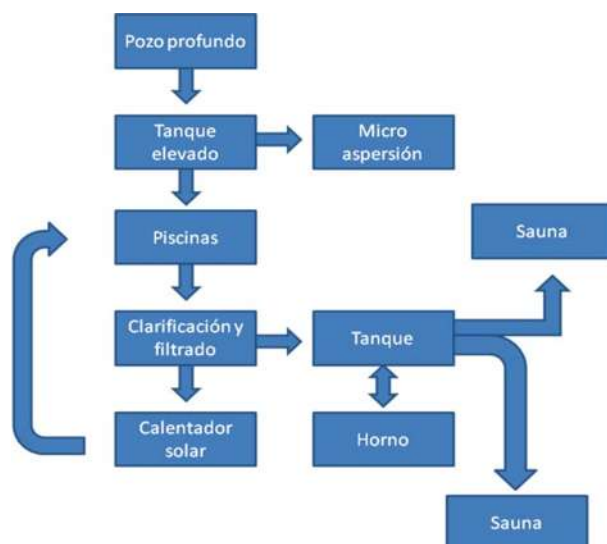 Pozo profundo
Tanque
elevado
Micro
aspersión
Piscinas
Sauna
Clarificación y
filtrado
Tanque
Calentador
solar
Horno
Sauna